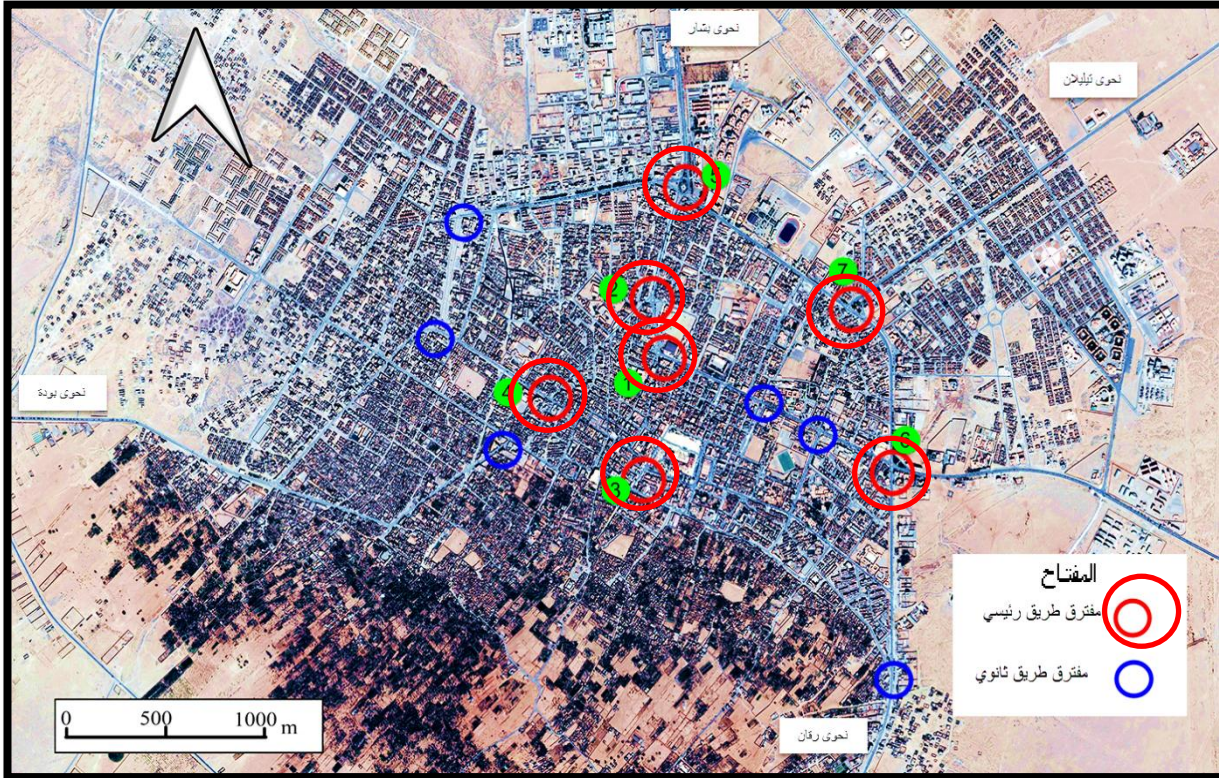 نحوى بشار
نحوى تيليلان
5
7
2
1
4
نحوى بودة
6
3
المفتاح
مفترق طريق رئيسي
مفترق طريق ثانوي
0 500 1000 m
نحوى رقان